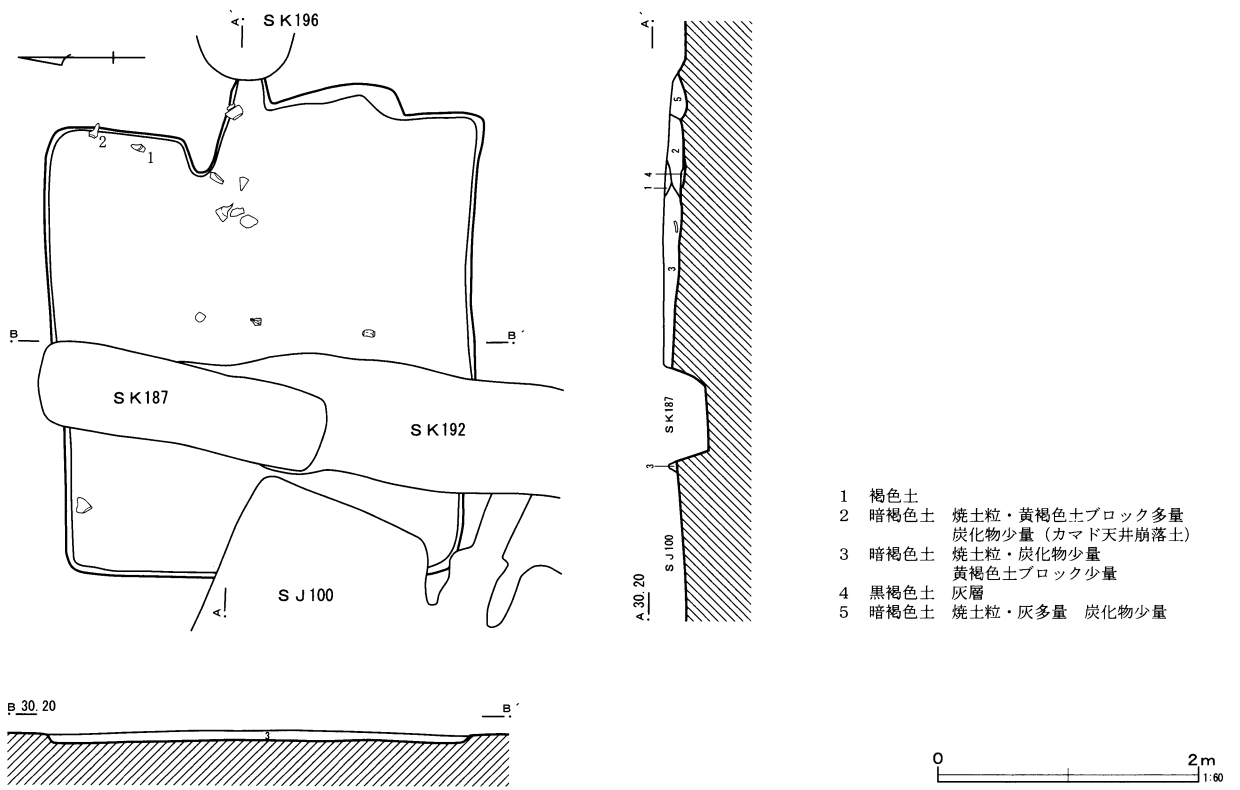 A´
SK196
2
1
B
B´
SK187
SK192
SJ100
A
A´
5
2
4
1
3
SK187
3
SJ100
A 30.20
1 褐色土
2 暗褐色土 焼土粒・黄褐色土ブロック多量
炭化物少量（カマド天井崩落土）
3 暗褐色土 焼土粒・炭化物少量
黄褐色土ブロック少量
4 黒褐色土 灰層
5 暗褐色土 焼土粒・灰多量 炭化物少量
B 30.20
B´
3
0
2m
1:60